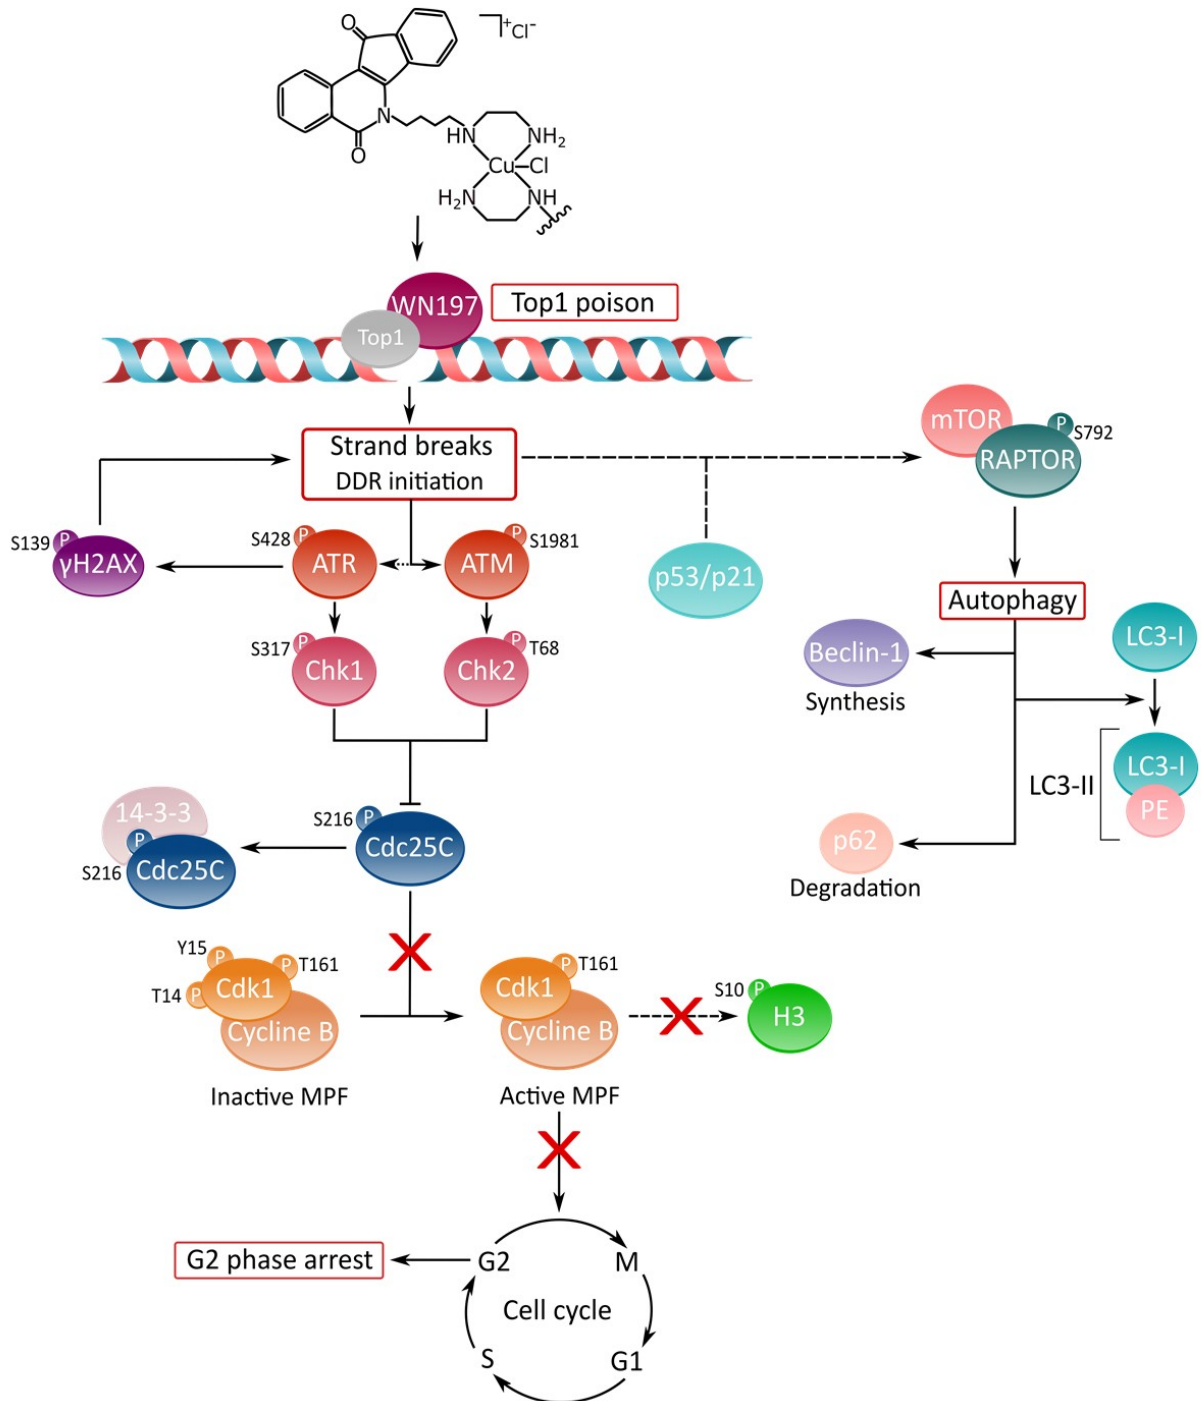 O
]⁺Cl⁻
N
O
HN
NH₂
Cu
Cl
H₂N
NH
WN197
Top1 poison
Top1
Strand breaks
DDR initiation
mTOR
P
S792
RAPTOR
S139
P
γH2AX
S428
P
ATR
P
S1981
ATM
p53/p21
Autophagy
S317
P
Chk1
P
T68
Chk2
Beclin-1
Synthesis
LC3-I
LC3-II
LC3-I
PE
14-3-3
P
S216
Cdc25C
S216
P
Cdc25C
p62
Degradation
Y15
P
P
T161
T14
P
Cdk1
Cycline B
Inactive MPF
P
T161
Cdk1
Cycline B
Active MPF
S10
P
H3
G2 phase arrest
G2
M
Cell cycle
S
G1